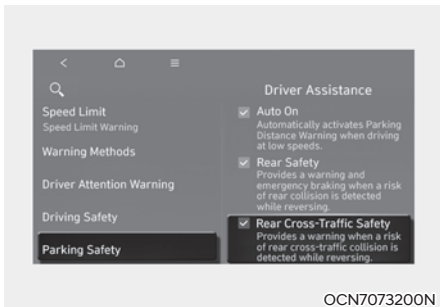 Driver Assistance
Speed Limit
Speed Limit Warning
Warning Methods
Driver Attention Warning
Driving Safety
Parking Safety
Auto On
Automatically activates Parking
Distance Warning when driving
at low speeds.
Rear Safety
Provides a warning and
emergency braking when a risk
of rear collision is detected
while reversing.
Rear Cross-Traffic Safety
Provides a warning when a risk
of rear cross-traffic collision is
detected while reversing.
OCN7073200N